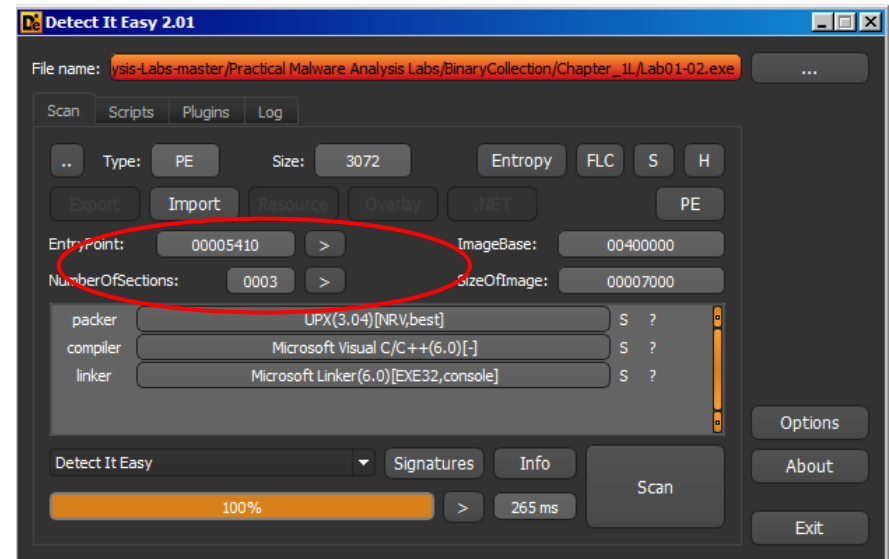 Detect It Easy 2.01
File name: ysis-Labs-master/Practical Malware Analysis Labs/BinaryCollection/Chapter_1L/Lab01-02.exe ...
Scan Scripts Plugins Log
.. Type: PE Size: 3072 Entropy FLC S H
Export Import Resource Overlay .NET PE
EntryPoint: 00005410 > ImageBase: 00400000
NumberOfSections: 0003 > SizeOfImage: 00007000
packer UPX(3.04)[NRV,best] S ?
compiler Microsoft Visual C/C++(6.0)[-] S ?
linker Microsoft Linker(6.0)[EXE32,console] S ?
Options
Detect It Easy Signatures Info Scan About
100% > 265 ms
Exit